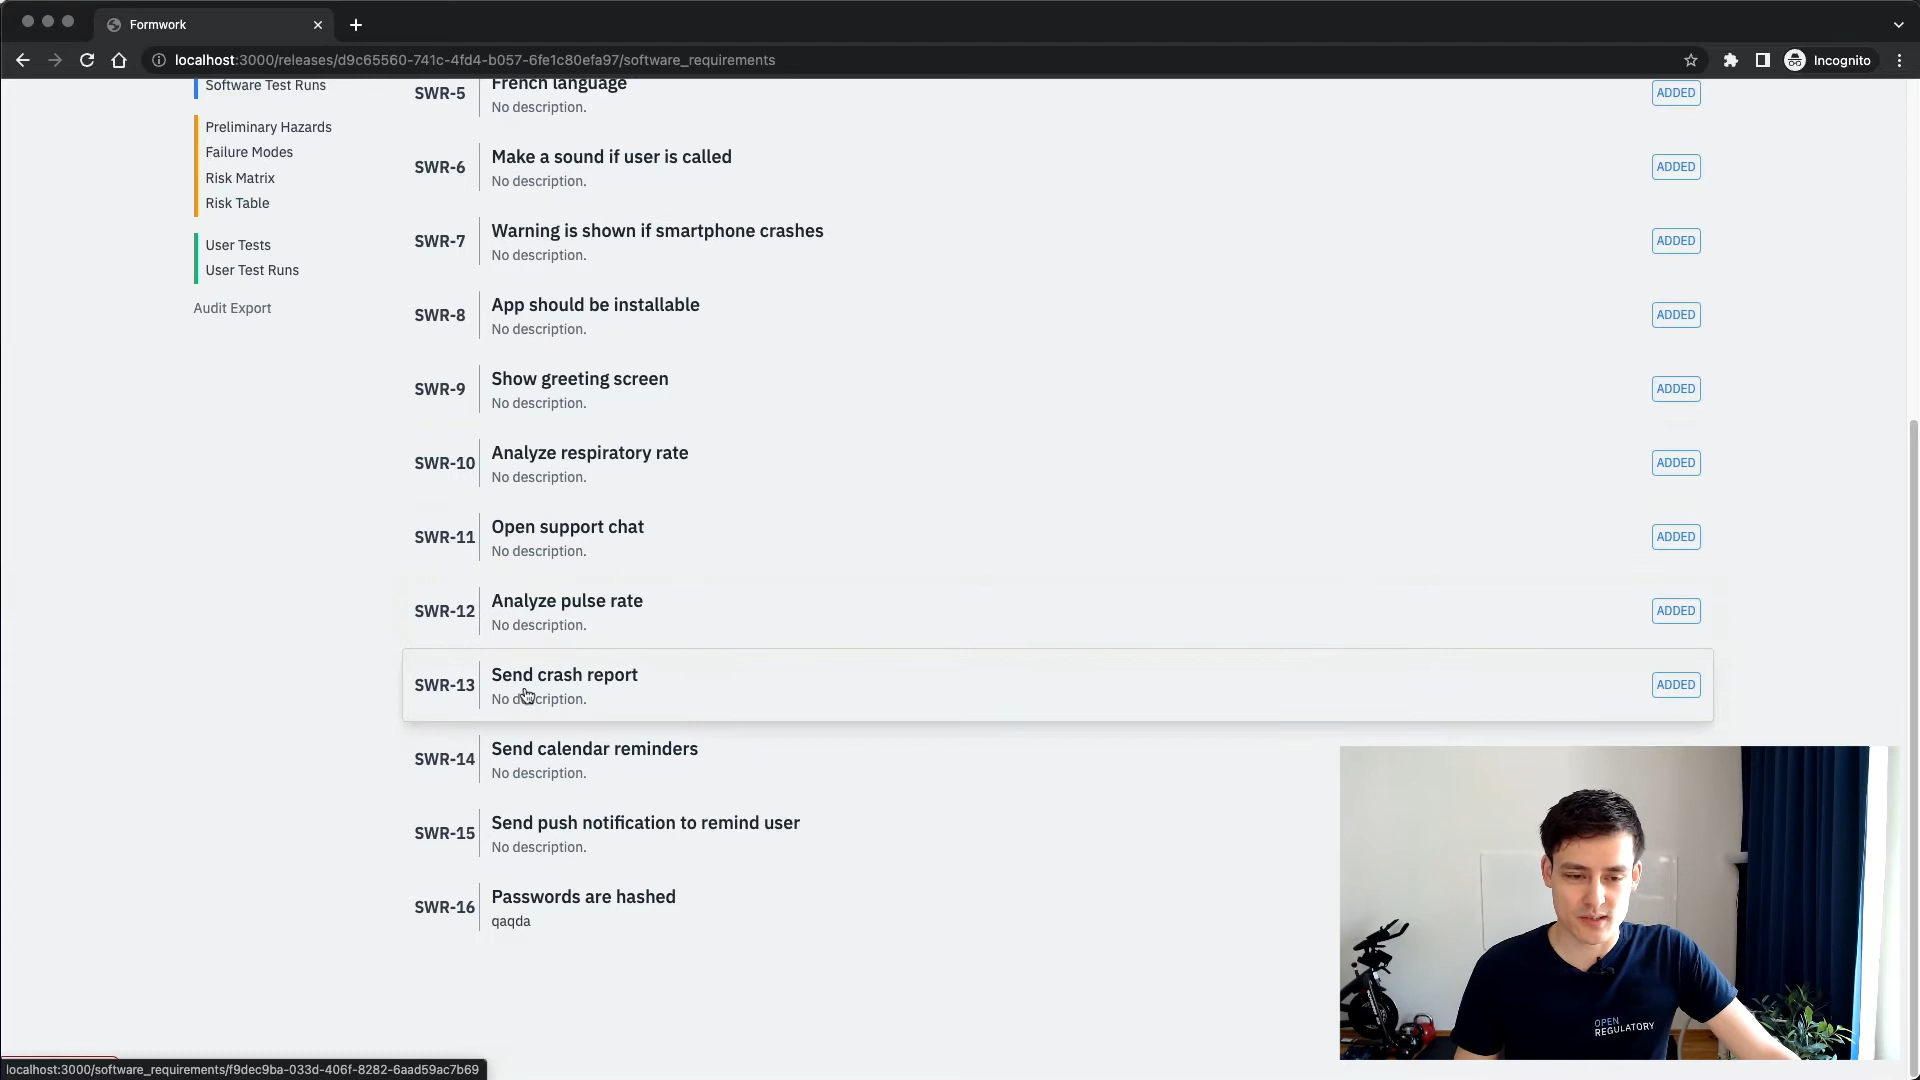 Formwork
localhost:3000/releases/d9c65560-741c-4fd4-b057-6fe1c80efa97/software_requirements
Incognito
Software Test Runs
Preliminary Hazards
Failure Modes
Risk Matrix
Risk Table
User Tests
User Test Runs
Audit Export
SWR-5
French language
No description.
ADDED
SWR-6
Make a sound if user is called
No description.
ADDED
SWR-7
Warning is shown if smartphone crashes
No description.
ADDED
SWR-8
App should be installable
No description.
ADDED
SWR-9
Show greeting screen
No description.
ADDED
SWR-10
Analyze respiratory rate
No description.
ADDED
SWR-11
Open support chat
No description.
ADDED
SWR-12
Analyze pulse rate
No description.
ADDED
SWR-13
Send crash report
No description.
ADDED
SWR-14
Send calendar reminders
No description.
SWR-15
Send push notification to remind user
No description.
SWR-16
Passwords are hashed
qaqda
OPEN
REGULATORY
localhost:3000/software_requirements/f9dec9ba-033d-406f-8282-6aad59ac7b69